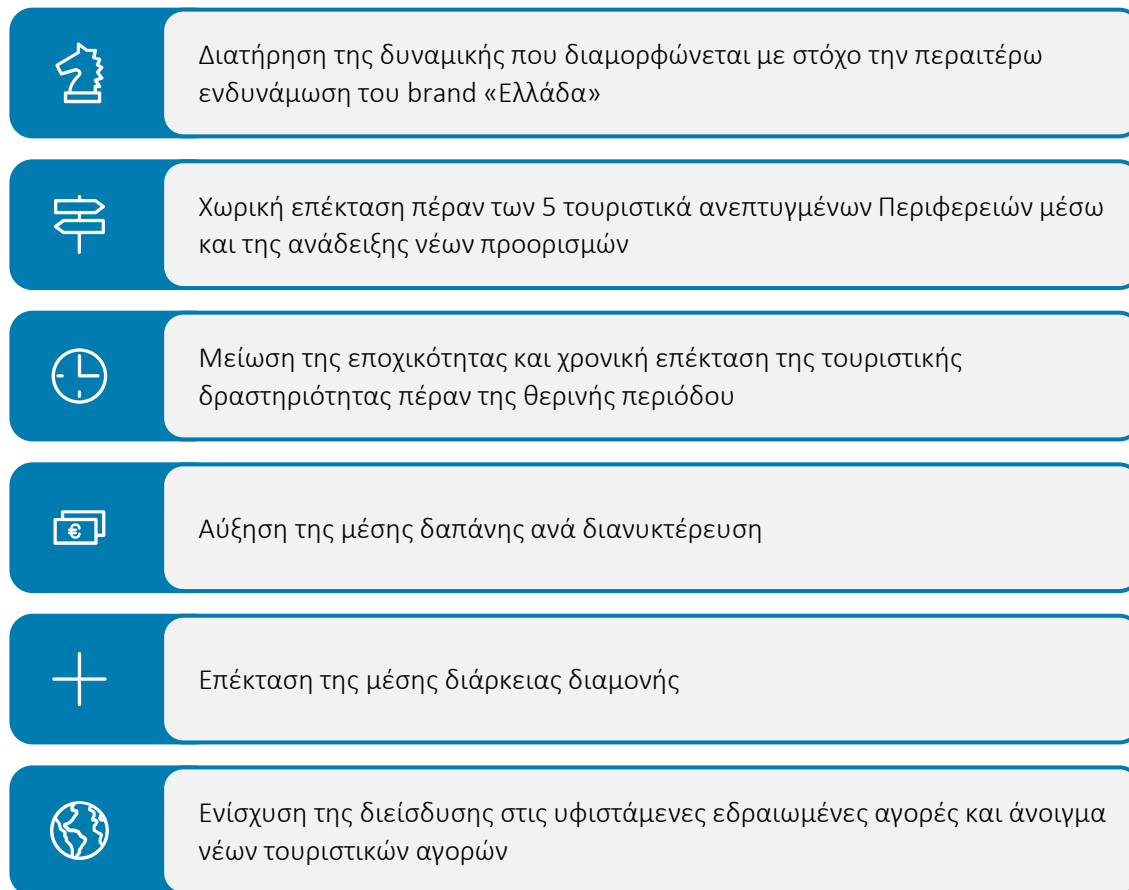 Διατήρηση της δυναμικής που διαμορφώνεται με στόχο την περαιτέρω
ενδυνάμωση του brand «Ελλάδα»
Χωρική επέκταση πέραν των 5 τουριστικά ανεπτυγμένων Περιφερειών μέσω
και της ανάδειξης νέων προορισμών
Μείωση της εποχικότητας και χρονική επέκταση της τουριστικής
δραστηριότητας πέραν της θερινής περιόδου
€
Αύξηση της μέσης δαπάνης ανά διανυκτέρευση
Επέκταση της μέσης διάρκειας διαμονής
Ενίσχυση της διείσδυσης στις υφιστάμενες εδραιωμένες αγορές και άνοιγμα
νέων τουριστικών αγορών